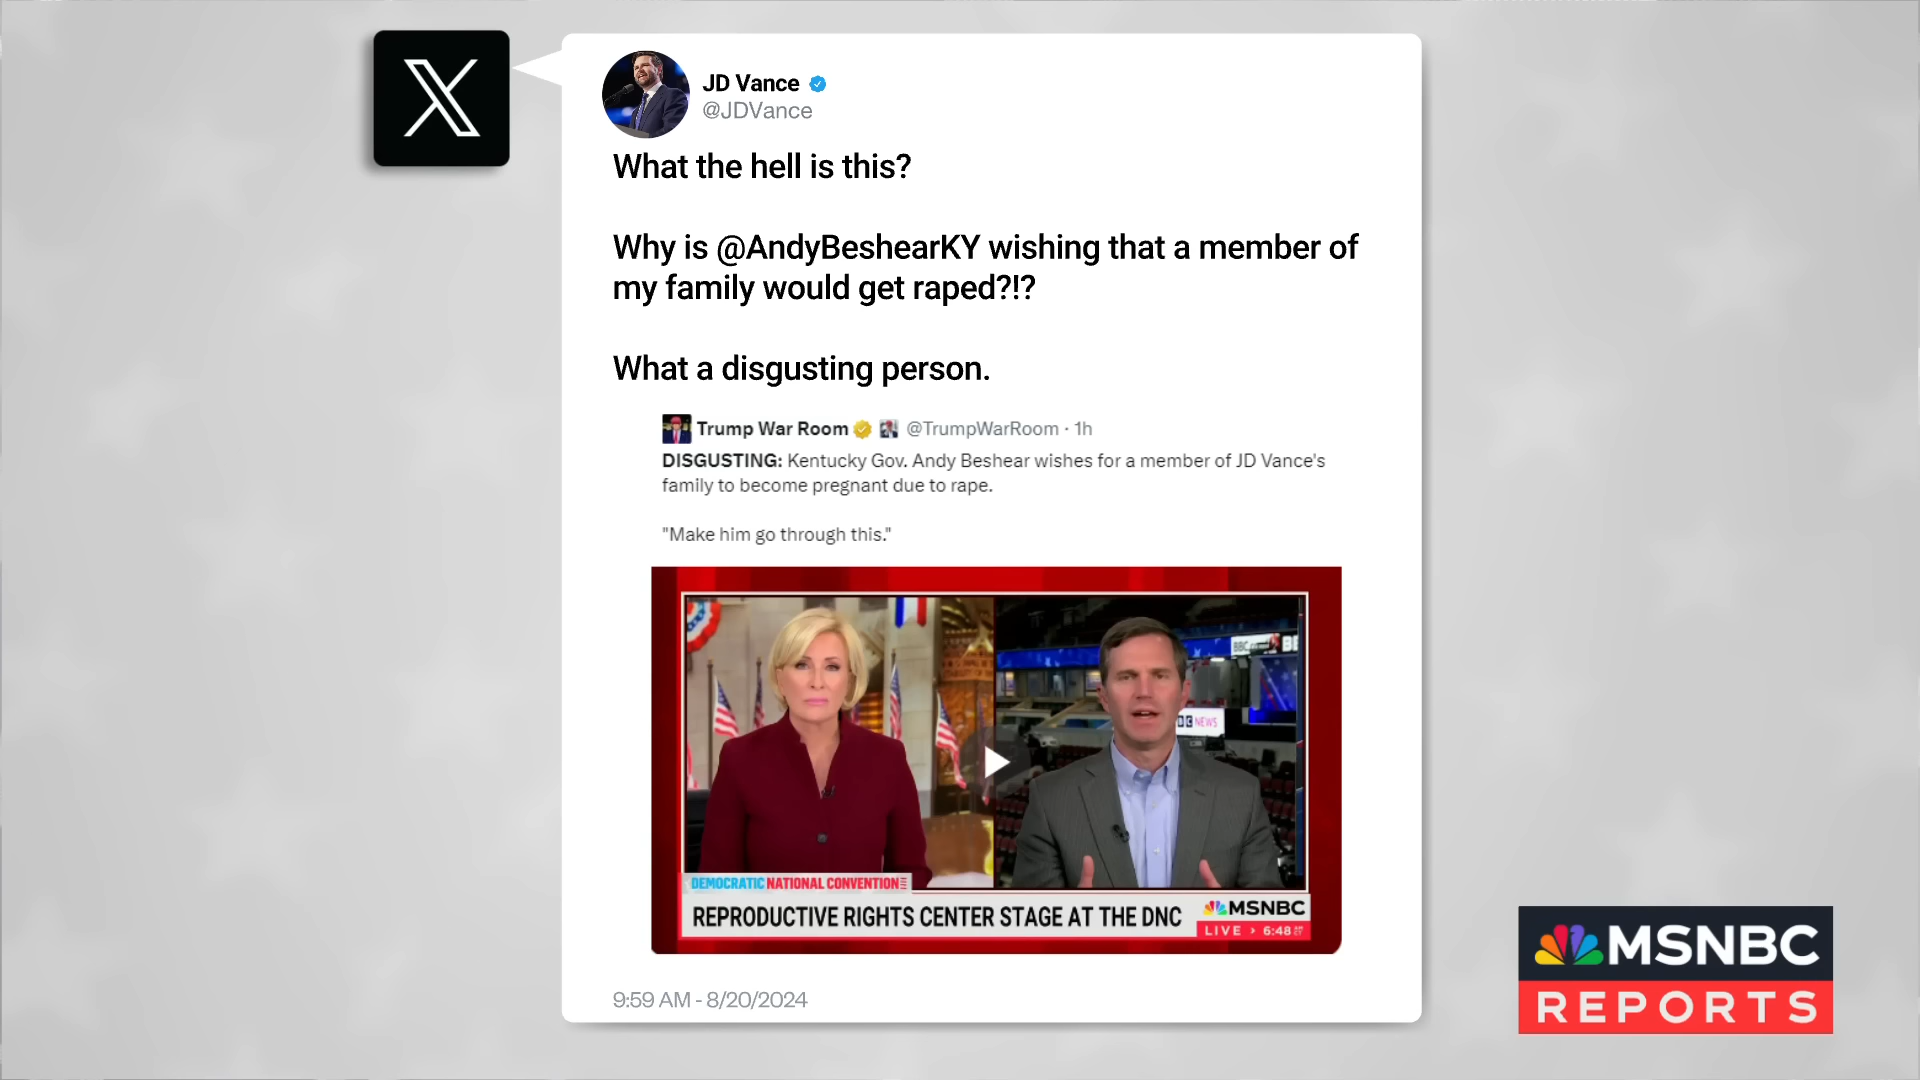 X
JD Vance
@JDVance
What the hell is this?
Why is @AndyBeshearKY wishing that a member of
my family would get raped?!?
What a disgusting person.
Trump War Room @TrumpWarRoom · 1h
DISGUSTING: Kentucky Gov. Andy Beshear wishes for a member of JD Vance's
family to become pregnant due to rape.
"Make him go through this."
BBC
NEWS
DEMOCRATIC NATIONAL CONVENTION
REPRODUCTIVE RIGHTS CENTER STAGE AT THE DNC
MSNBC
LIVE > 6:48
9:59 AM - 8/20/2024
MSNBC
REPORTS